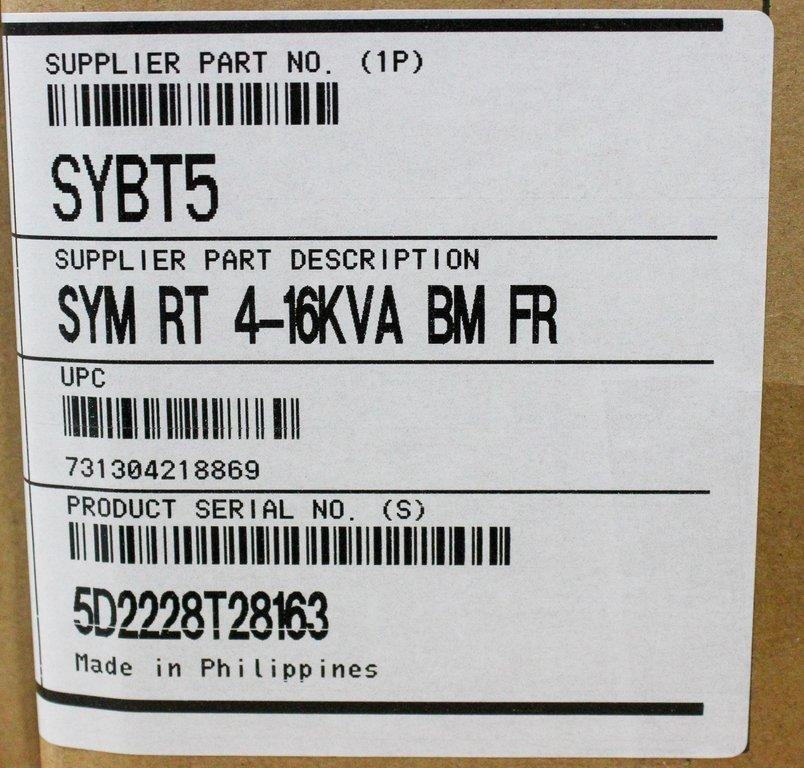 SUPPLIER PART NO. (1P)
SYBT5
SUPPLIER PART DESCRIPTION
SYM RT 4-16KVA BM FR
UPC
731304218869
PRODUCT SERIAL NO. (S)
5D2228T28163
Made in Philippines